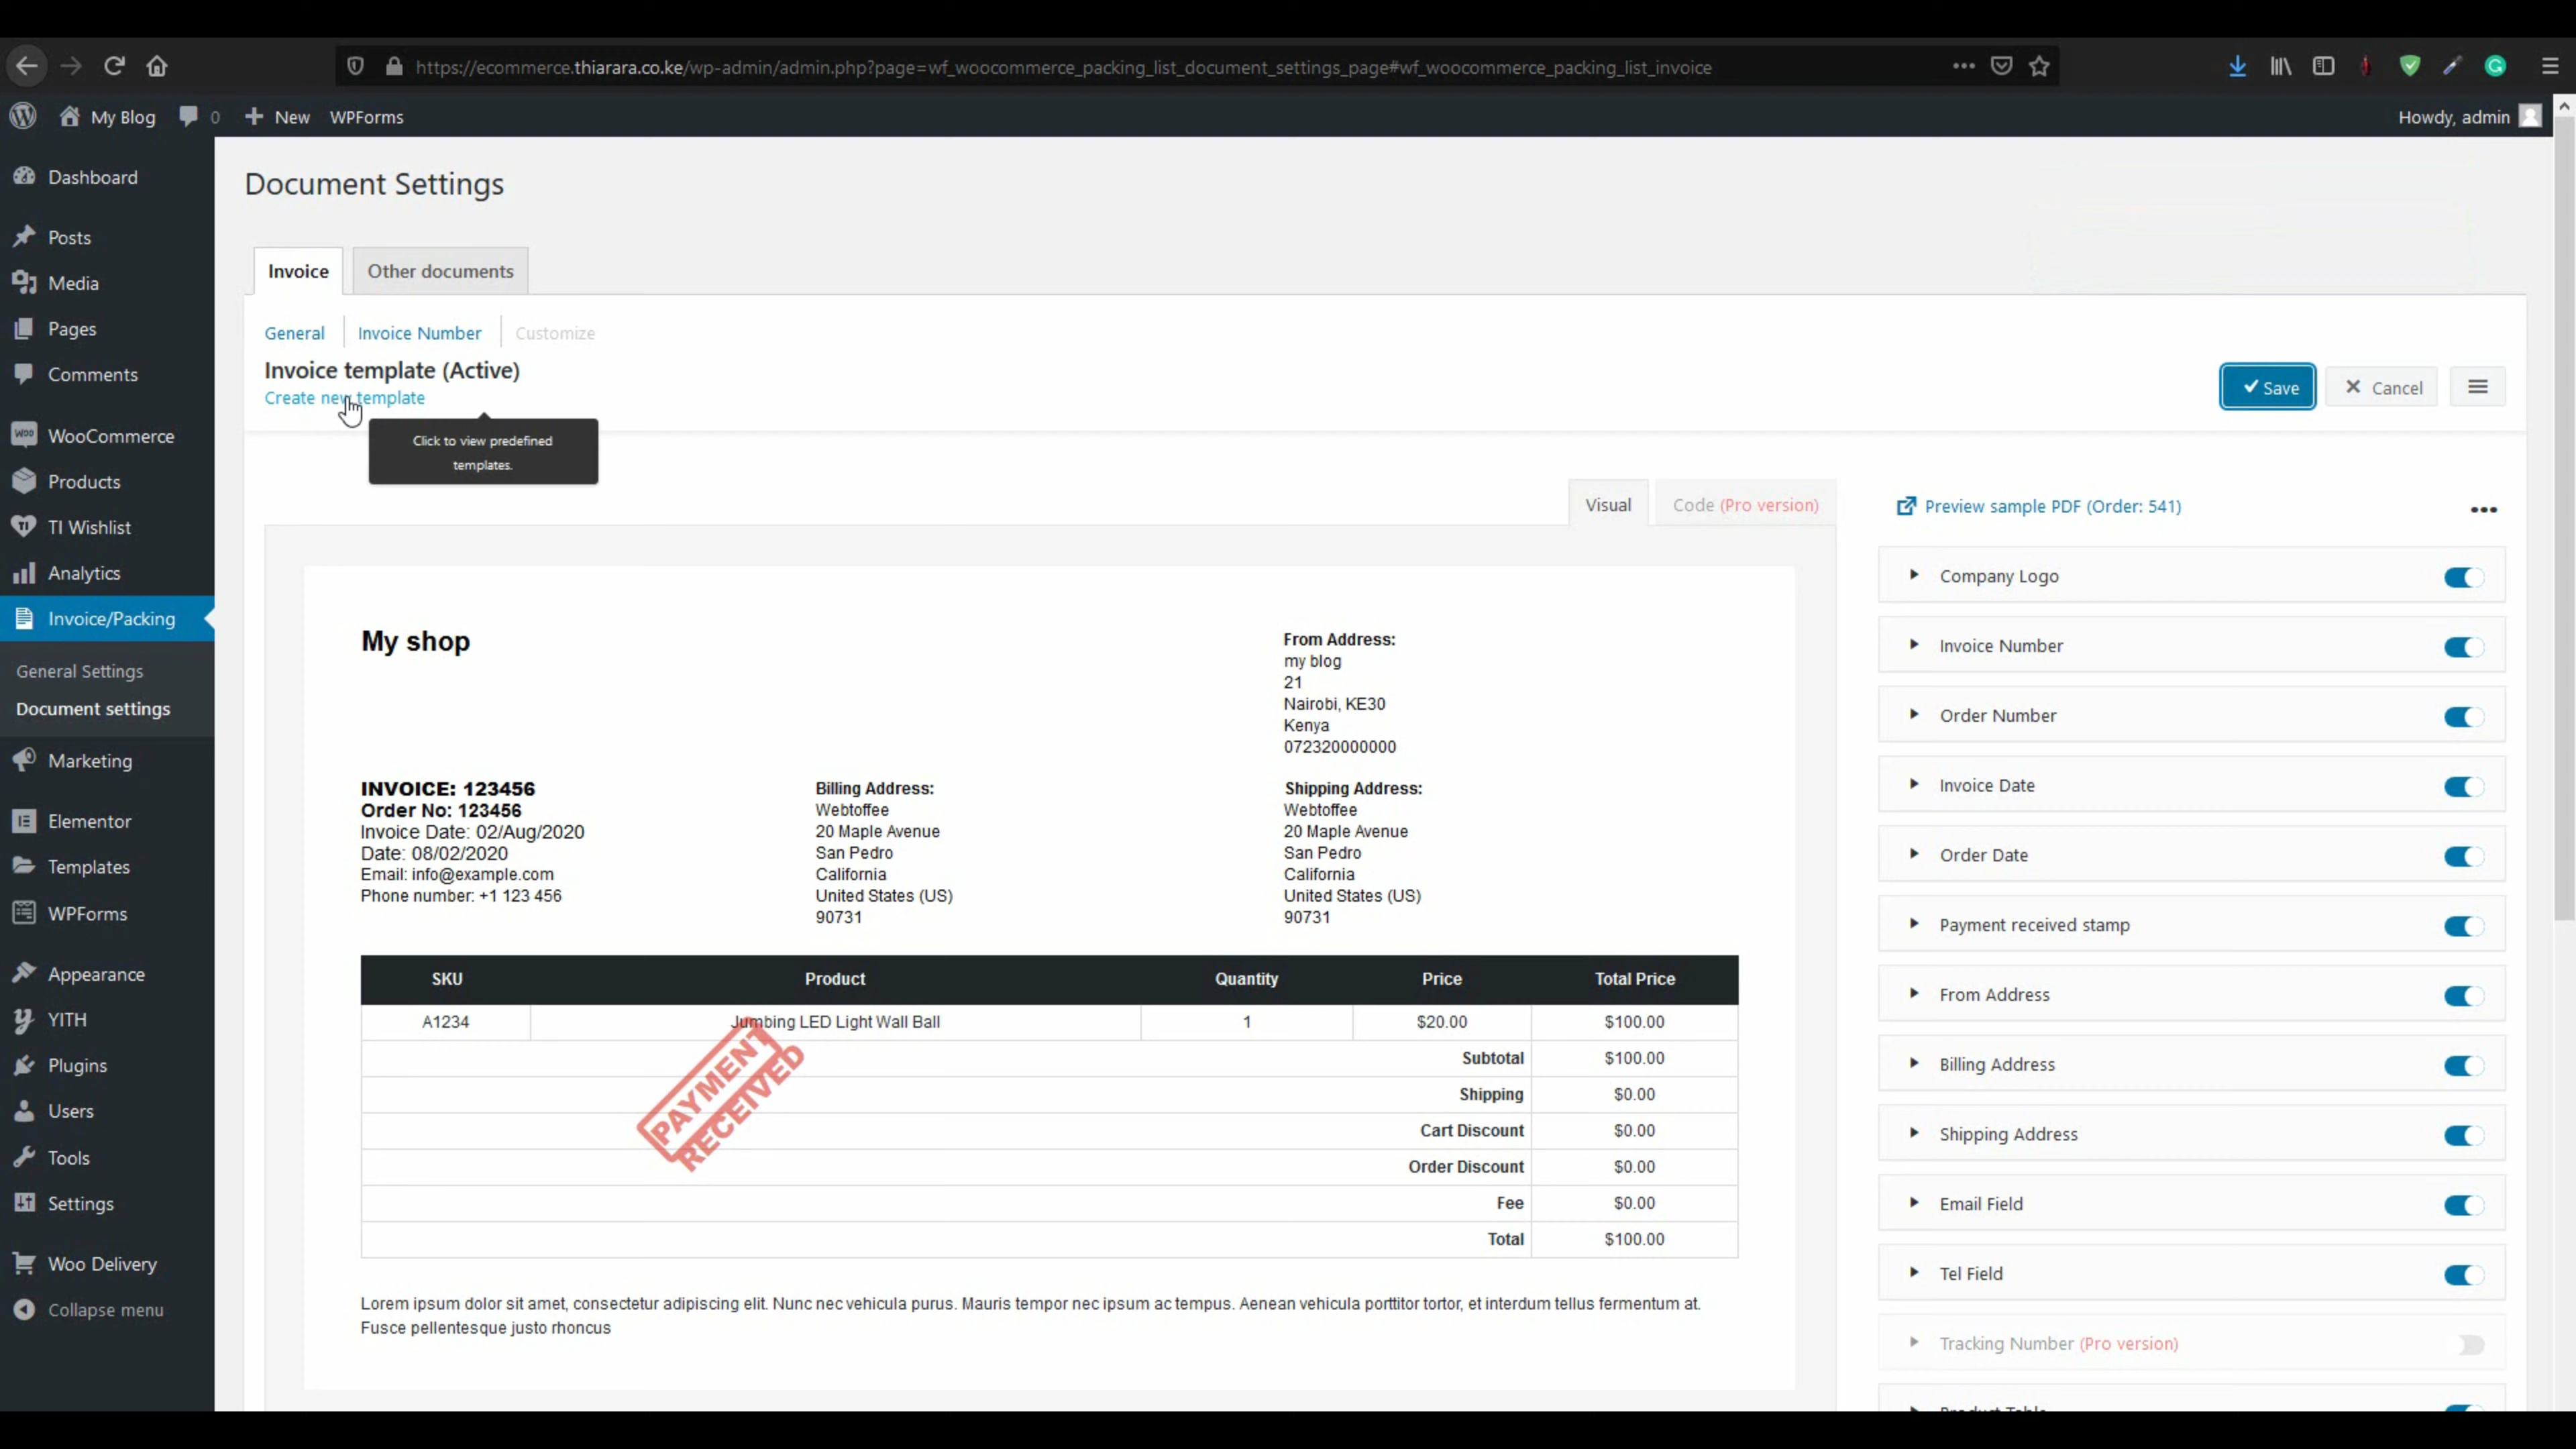 https://ecommerce.thiarara.co.ke/wp-admin/admin.php?page=wf_woocommerce_packing_list_document_settings_page#wf_woocommerce_packing_list_invoice
My Blog
0
New
WPForms
Howdy, admin
Dashboard
Posts
Media
Pages
Comments
WooCommerce
Products
TI Wishlist
Analytics
Invoice/Packing
General Settings
Document settings
Marketing
Elementor
Templates
WPForms
Appearance
YITH
Plugins
Users
Tools
Settings
Woo Delivery
Collapse menu
Document Settings
Invoice
Other documents
General
Invoice Number
Customize
Invoice template (Active)
Create new template
Click to view predefined
templates.
Save
Cancel
Visual
Code (Pro version)
My shop
From Address:
my blog
21
Nairobi, KE30
Kenya
072320000000
INVOICE: 123456
Order No: 123456
Invoice Date: 02/Aug/2020
Date: 08/02/2020
Email: info@example.com
Phone number: +1 123 456
Billing Address:
Webtoffee
20 Maple Avenue
San Pedro
California
United States (US)
90731
Shipping Address:
Webtoffee
20 Maple Avenue
San Pedro
California
United States (US)
90731
SKU Product Quantity Price Total Price
A1234 Jumbing LED Light Wall Ball 1 $20.00 $100.00
Subtotal $100.00
Shipping $0.00
Cart Discount $0.00
Order Discount $0.00
Fee $0.00
Total $100.00
PAYMENT
RECEIVED
Lorem ipsum dolor sit amet, consectetur adipiscing elit. Nunc nec vehicula purus. Mauris tempor nec ipsum ac tempus. Aenean vehicula porttitor tortor, et interdum tellus fermentum at.
Fusce pellentesque justo rhoncus
Preview sample PDF (Order: 541)
Company Logo
Invoice Number
Order Number
Invoice Date
Order Date
Payment received stamp
From Address
Billing Address
Shipping Address
Email Field
Tel Field
Tracking Number (Pro version)
Product Table